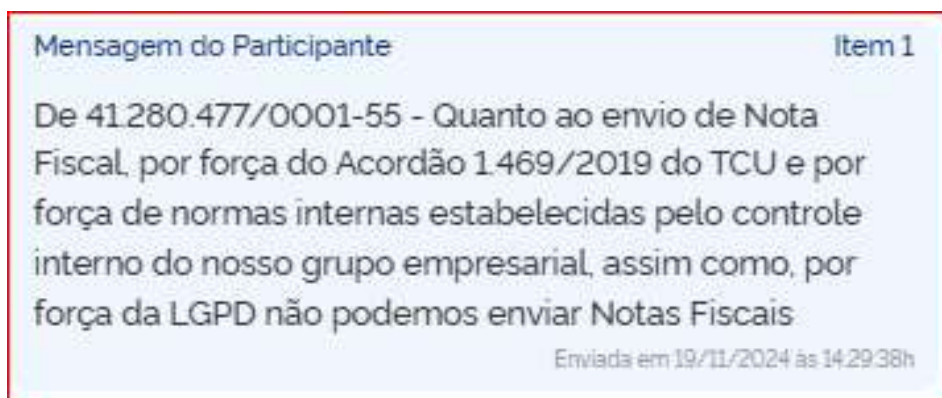 Mensagem do Participante Item 1
De 41.280.477/0001-55 - Quanto ao envio de Nota
Fiscal, por força do Acordão 1.469/2019 do TCU e por
força de normas internas estabelecidas pelo controle
interno do nosso grupo empresarial, assim como, por
força da LGPD não podemos enviar Notas Fiscais
Enviada em 19/11/2024 às 14:29:38h